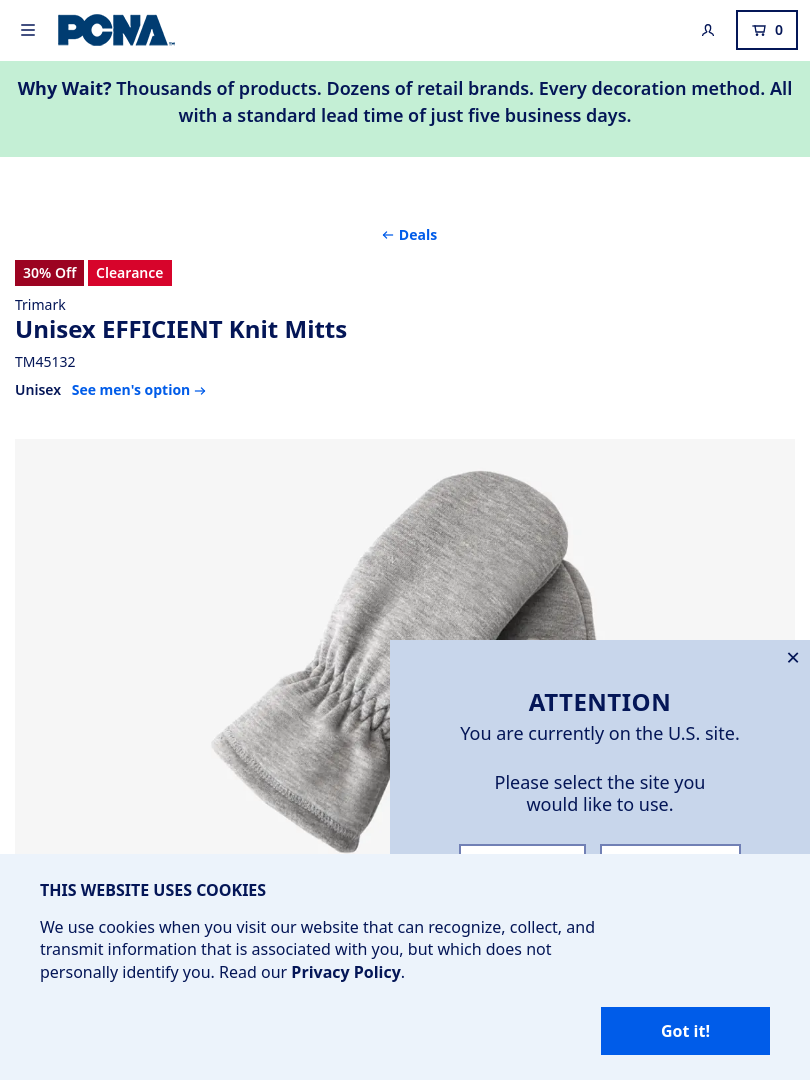 PCNA™
0
Why Wait? Thousands of products. Dozens of retail brands. Every decoration method. All
with a standard lead time of just five business days.
← Deals
30% Off Clearance
Trimark
Unisex EFFICIENT Knit Mitts
TM45132
Unisex See men's option →
ATTENTION
You are currently on the U.S. site.
Please select the site you
would like to use.
THIS WEBSITE USES COOKIES
We use cookies when you visit our website that can recognize, collect, and
transmit information that is associated with you, but which does not
personally identify you. Read our Privacy Policy.
Got it!